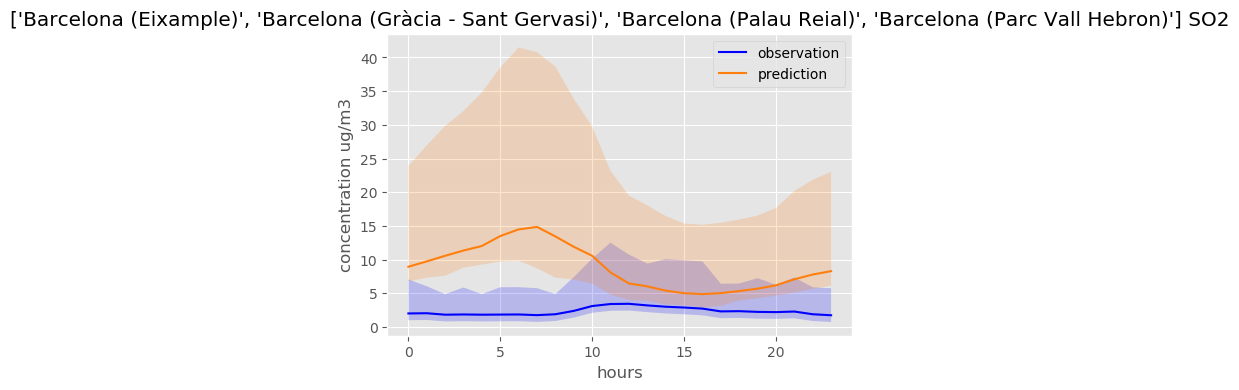 ['Barcelona (Eixample)', 'Barcelona (Gràcia - Sant Gervasi)', 'Barcelona (Palau Reial)', 'Barcelona (Parc Vall Hebron)'] SO2
observation
prediction
concentration ug/m3
40
35
30
25
20
15
10
5
0
0 5 10 15 20
hours